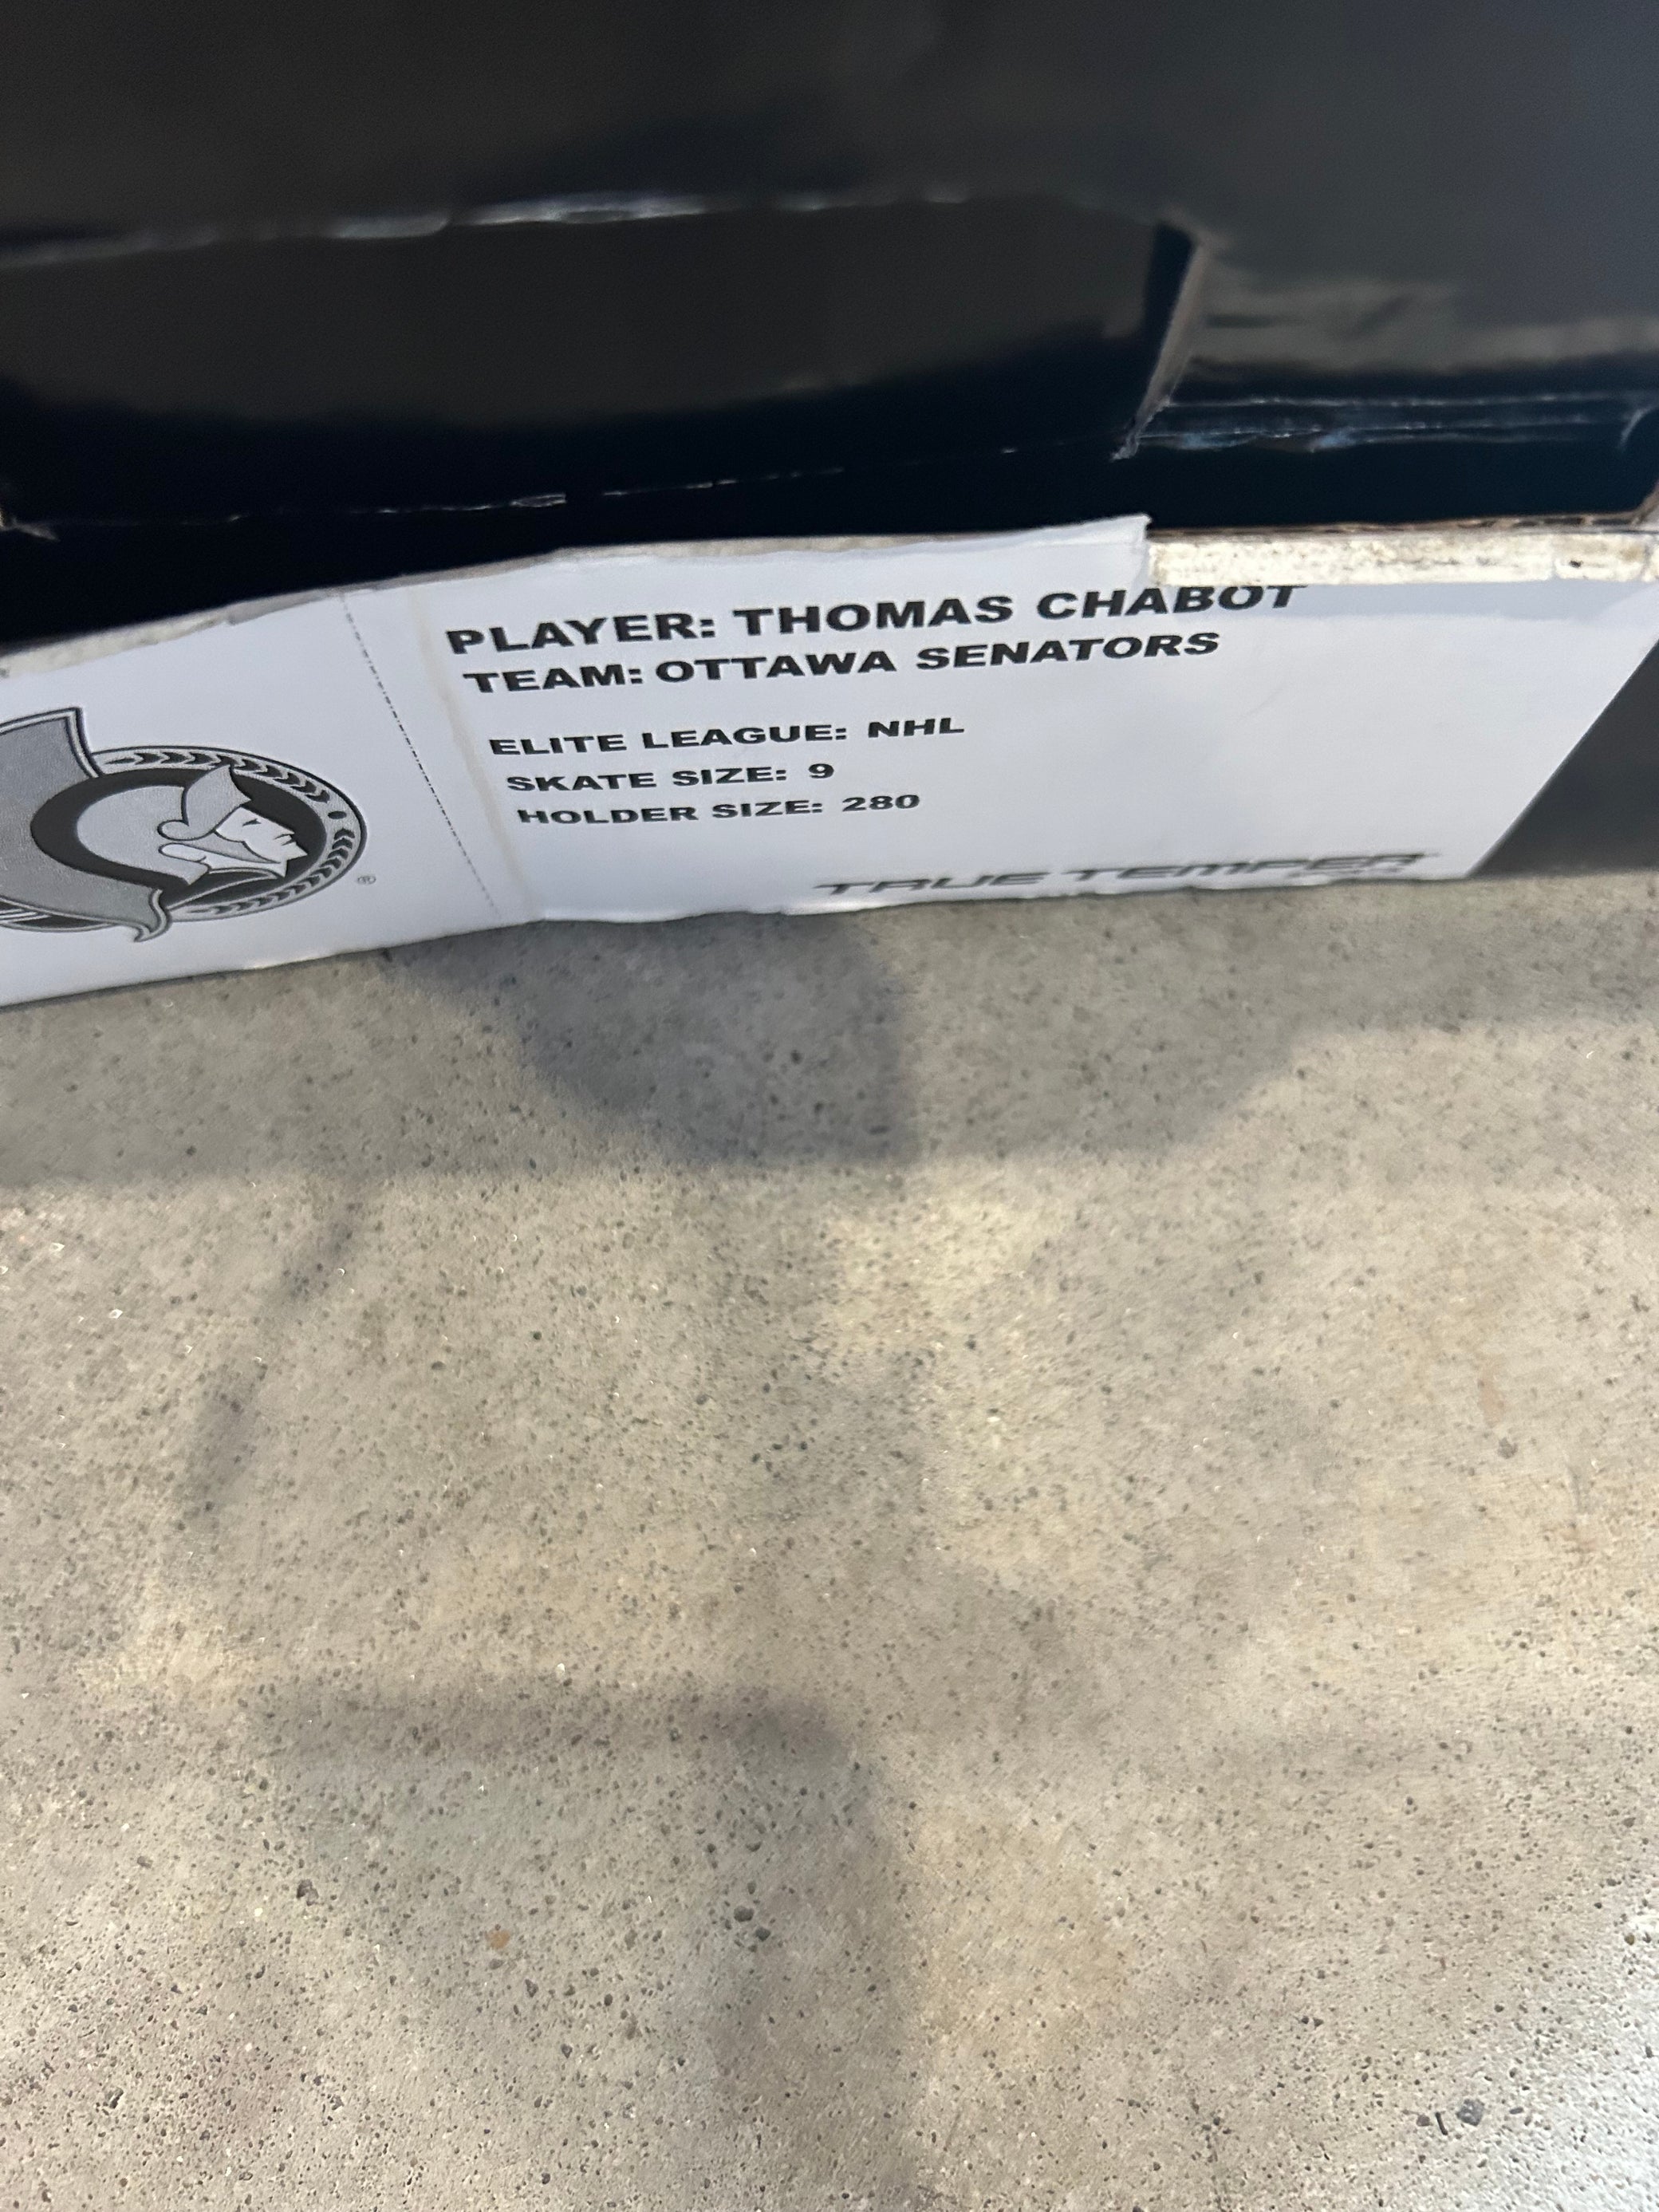 PLAYER: THOMAS CHABOT
TEAM: OTTAWA SENATORS
ELITE LEAGUE: NHL
SKATE SIZE: 9
HOLDER SIZE: 280
TRUE TEMPER
®